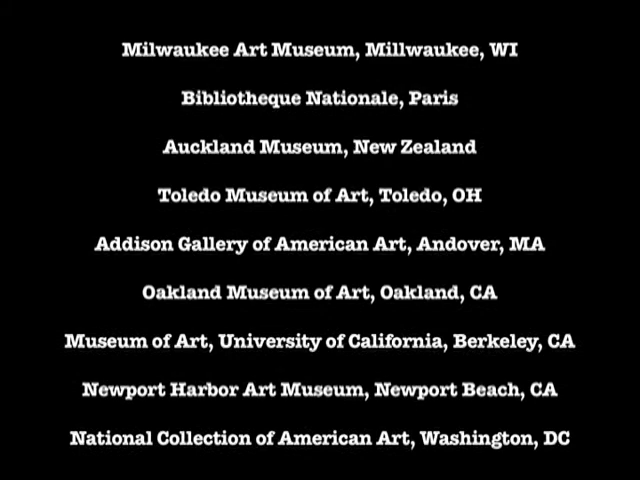 Milwaukee Art Museum, Millwaukee, WI
Bibliotheque Nationale, Paris
Auckland Museum, New Zealand
Toledo Museum of Art, Toledo, OH
Addison Gallery of American Art, Andover, MA
Oakland Museum of Art, Oakland, CA
Museum of Art, University of California, Berkeley, CA
Newport Harbor Art Museum, Newport Beach, CA
National Collection of American Art, Washington, DC